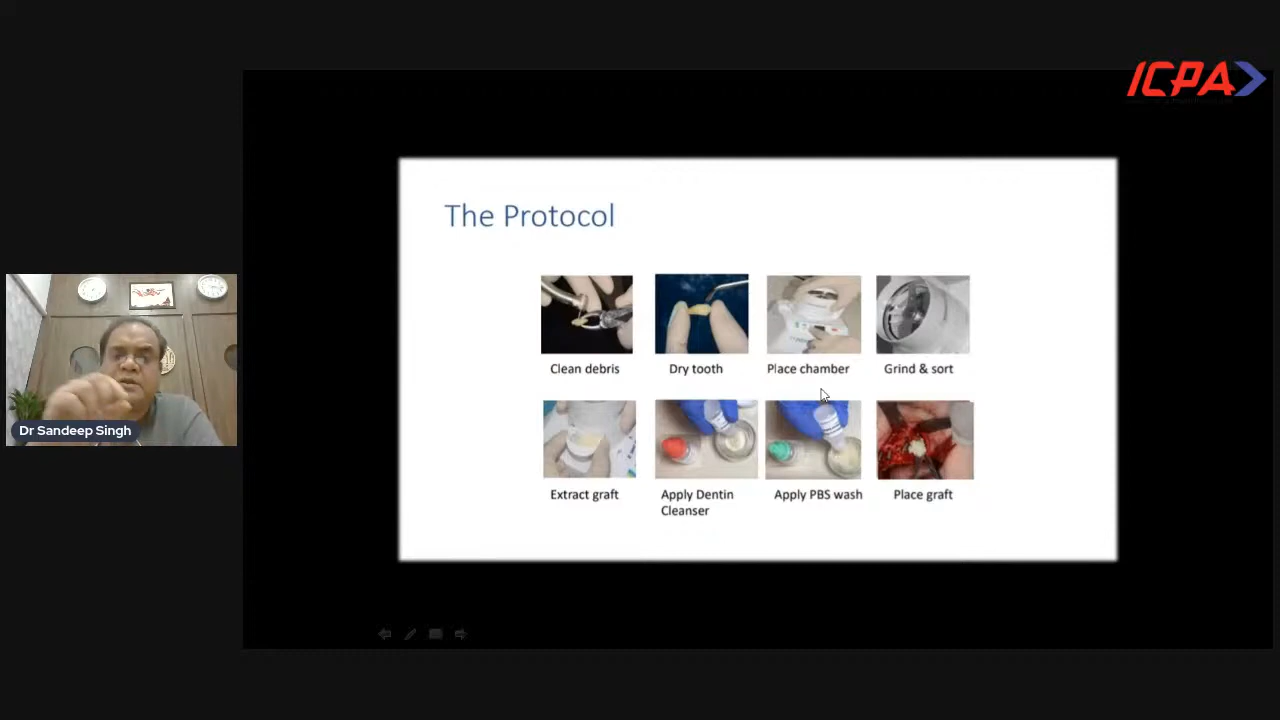 ICPA
The Protocol
Clean debris
Dry tooth
Place chamber
Grind & sort
Extract graft
Apply Dentin
Cleanser
Apply PBS wash
Place graft
Dr Sandeep Singh